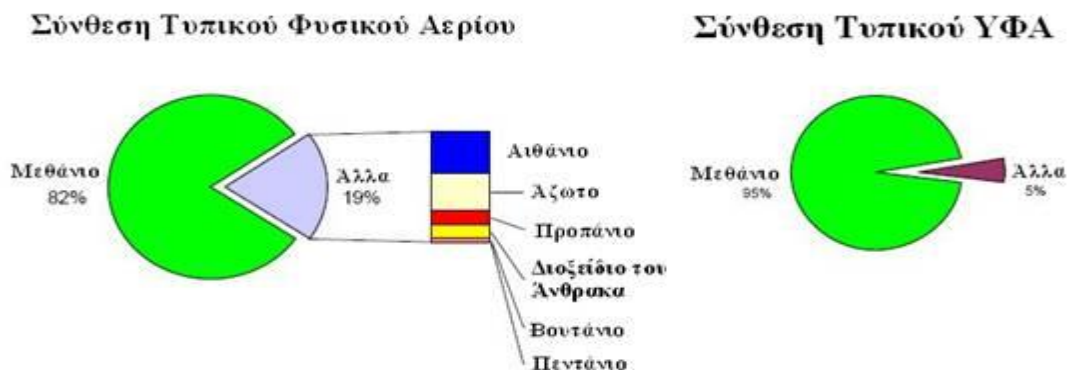 Σύνθεση Τυπικού Φυσικού Αερίου
Μεθάνιο
82%
Άλλα
19%
Αιθάνιο
Άζωτο
Προπάνιο
Διοξείδιο του
Άνθρακα
Βουτάνιο
Πεντάνιο
Σύνθεση Τυπικού ΥΦΑ
Μεθάνιο
95%
Άλλα
5%